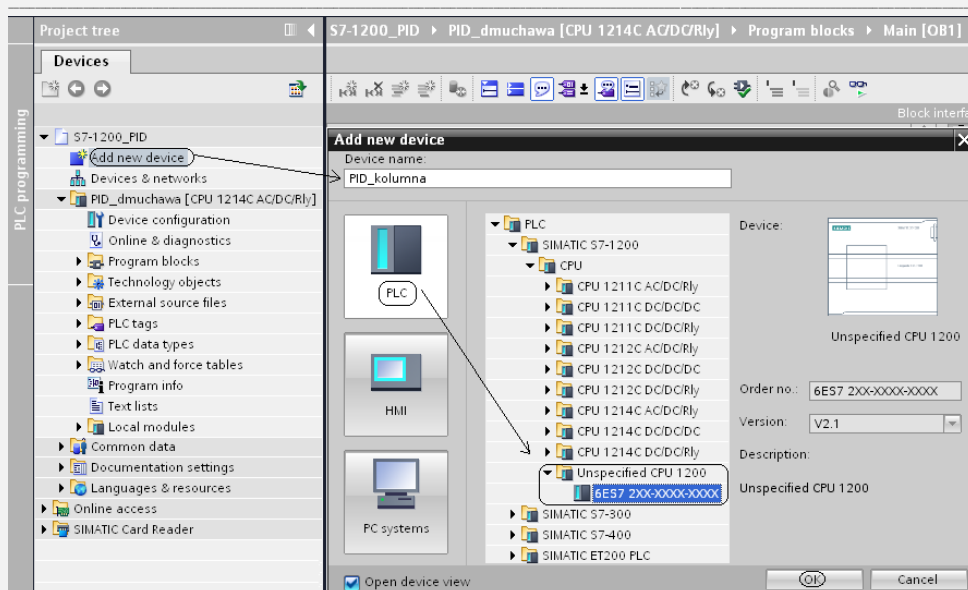 Project tree
S7-1200_PID ▸ PID_dmuchawa [CPU 1214C AC/DC/Rly] ▸ Program blocks ▸ Main [OB1]
Devices
PLC programming
Block interfa
S7-1200_PID
Add new device
Devices & networks
PID_dmuchawa [CPU 1214C AC/DC/Rly]
Device configuration
Online & diagnostics
Program blocks
Technology objects
External source files
PLC tags
PLC data types
Watch and force tables
Program info
Text lists
Local modules
Common data
Documentation settings
Languages & resources
Online access
SIMATIC Card Reader
Add new device
Device name:
PID_kolumna
PLC
HMI
PC systems
PLC
SIMATIC S7-1200
CPU
CPU 1211C AC/DC/Rly
CPU 1211C DC/DC/DC
CPU 1211C DC/DC/Rly
CPU 1212C AC/DC/Rly
CPU 1212C DC/DC/DC
CPU 1212C DC/DC/Rly
CPU 1214C AC/DC/Rly
CPU 1214C DC/DC/DC
CPU 1214C DC/DC/Rly
Unspecified CPU 1200
6ES7 2XX-XXXX-XXXX
SIMATIC S7-300
SIMATIC S7-400
SIMATIC ET200 PLC
Device:
Unspecified CPU 1200
Order no.: 6ES7 2XX-XXXX-XXXX
Version: V2.1
Description:
Unspecified CPU 1200
Open device view
OK
Cancel